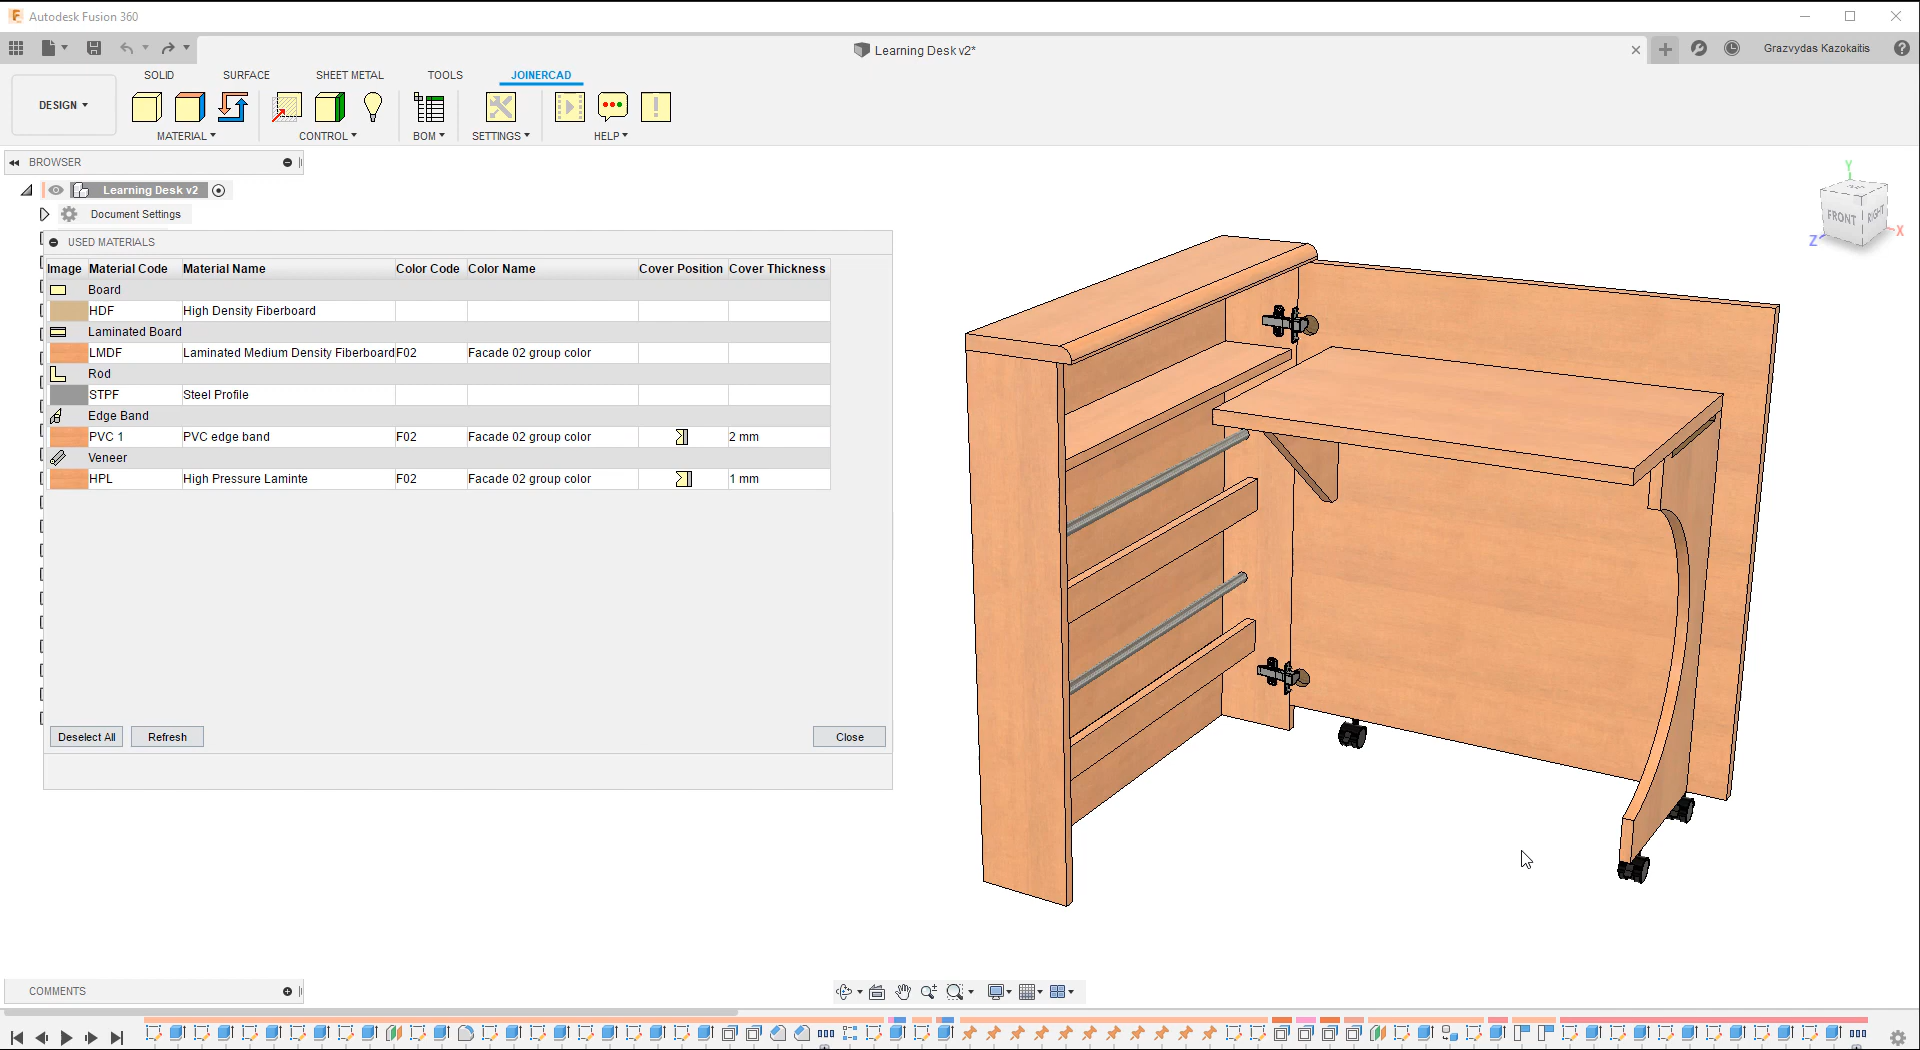 Autodesk Fusion 360
Learning Desk v2*
Grazvydas Kazokaitis
SOLID SURFACE SHEET METAL TOOLS JOINERCAD
DESIGN
MATERIAL CONTROL BOM SETTINGS HELP
BROWSER
Learning Desk v2
Document Settings
USED MATERIALS
Image Material Code Material Name Color Code Color Name Cover Position Cover Thickness
Board
HDF High Density Fiberboard
Laminated Board
LMDF Laminated Medium Density Fiberboard F02 Facade 02 group color
Rod
STPF Steel Profile
Edge Band
PVC 1 PVC edge band F02 Facade 02 group color 2 mm
Veneer
HPL High Pressure Laminte F02 Facade 02 group color 1 mm
Deselect All Refresh Close
Y
FRONT RIGHT
Z X
COMMENTS